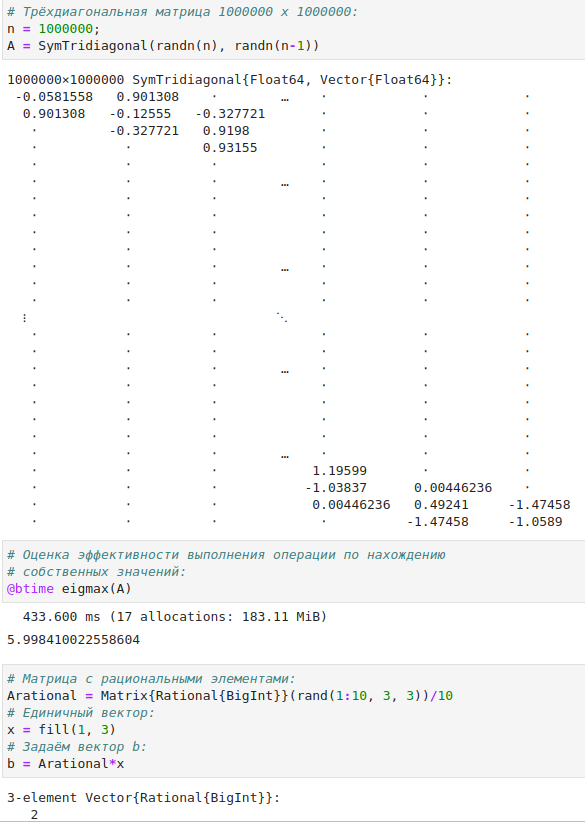 # Трёхдиагональная матрица 1000000 х 1000000:
n = 1000000;
A = SymTridiagonal(randn(n), randn(n-1))
1000000×1000000 SymTridiagonal{Float64, Vector{Float64}}:
-0.0581558 0.901308 · … · · ·
0.901308 -0.12555 -0.327721 · · ·
· -0.327721 0.9198 · · ·
· · 0.93155 · · ·
· · · · · ·
· · · … · · ·
· · · · · ·
· · · · · ·
· · · · · ·
· · · · · ·
· · · … · · ·
· · · · · ·
· · · · · ·
⋮ ⋱
· · · · · ·
· · · · · ·
· · · … · · ·
· · · · · ·
· · · · · ·
· · · · · ·
· · · · · ·
· · · … · · ·
· · · 1.19599 · ·
· · · -1.03837 0.00446236 ·
· · · 0.00446236 0.49241 -1.47458
· · · · -1.47458 -1.0589
# Оценка эффективности выполнения операции по нахождению
# собственных значений:
@btime eigmax(A)
433.600 ms (17 allocations: 183.11 MiB)
5.998410022558604
# Матрица с рациональными элементами:
Arational = Matrix{Rational{BigInt}}(rand(1:10, 3, 3))/10
# Единичный вектор:
x = fill(1, 3)
# Задаём вектор b:
b = Arational*x
3-element Vector{Rational{BigInt}}:
2